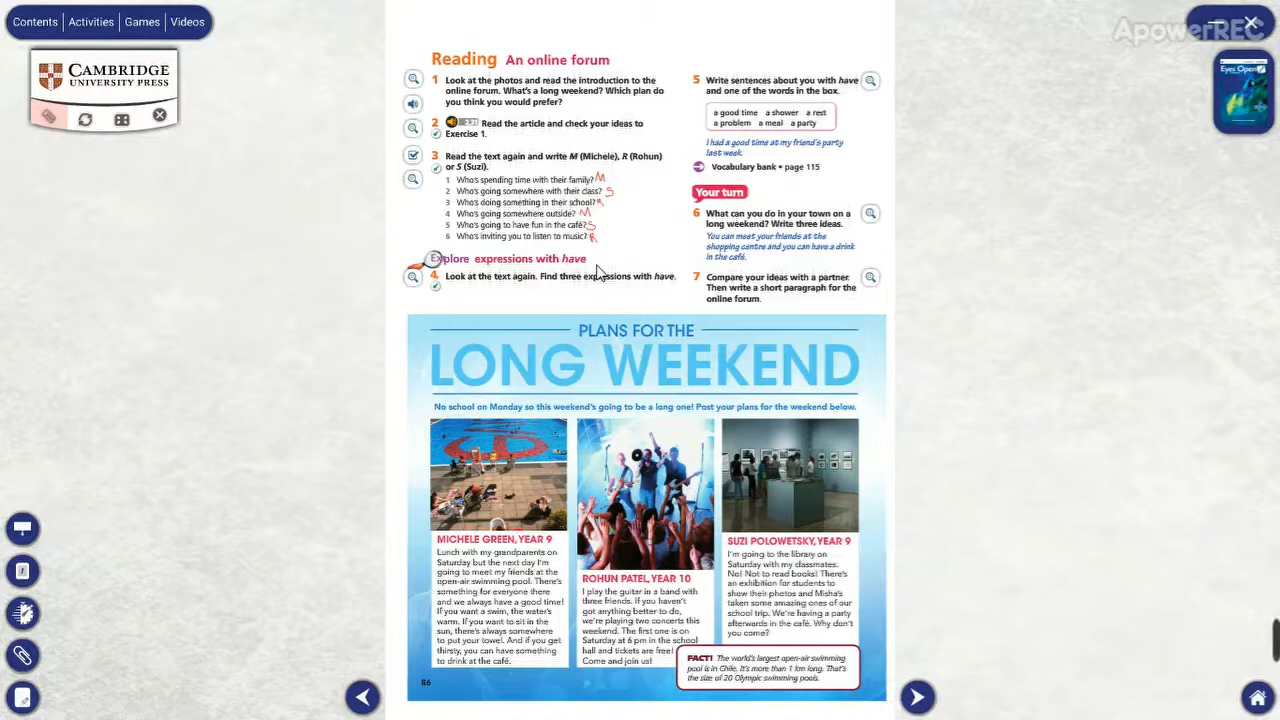 Contents Activities Games Videos
ApowerREC
CAMBRIDGE
UNIVERSITY PRESS
Eyes Open
Reading An online forum
1 Look at the photos and read the introduction to the
online forum. What's a long weekend? Which plan do
you think you would prefer?
2 2.31 Read the article and check your ideas to
Exercise 1.
3 Read the text again and write M (Michele), R (Rohun)
or S (Suzi).
1 Who's spending time with their family? M
2 Who's going somewhere with their class? S
3 Who's doing something in their school? R
4 Who's going somewhere outside? M
5 Who's going to have fun in the café? S
6 Who's inviting you to listen to music? R
Explore expressions with have
4 Look at the text again. Find three expressions with have.
5 Write sentences about you with have
and one of the words in the box.
a good time a shower a rest
a problem a meal a party
I had a good time at my friend's party
last week.
Vocabulary bank • page 115
Your turn
6 What can you do in your town on a
long weekend? Write three ideas.
You can meet your friends at the
shopping centre and you can have a drink
in the café.
7 Compare your ideas with a partner.
Then write a short paragraph for the
online forum.
PLANS FOR THE
LONG WEEKEND
No school on Monday so this weekend's going to be a long one! Post your plans for the weekend below.
MICHELE GREEN, YEAR 9
Lunch with my grandparents on
Saturday but the next day I'm
going to meet my friends at the
open-air swimming pool. There's
something for everyone there
and we always have a good time!
If you want a swim, the water's
warm. If you want to sit in the
sun, there's always somewhere
to put your towel. And if you get
thirsty, you can have something
to drink at the café.
ROHUN PATEL, YEAR 10
I play the guitar in a band with
three friends. If you haven't
got anything better to do,
we're playing two concerts this
weekend. The first one is on
Saturday at 6 pm in the school
hall and tickets are free!
Come and join us!
SUZI POLOWETSKY, YEAR 9
I'm going to the library on
Saturday with my classmates.
No! Not to read books! There's
an exhibition for students to
show their photos and Misha's
taken some amazing ones of our
school trip. We're having a party
afterwards in the café. Why don't
you come?
FACT! The world's largest open-air swimming
pool is in Chile. It's more than 1 km long. That's
the size of 20 Olympic swimming pools.
86